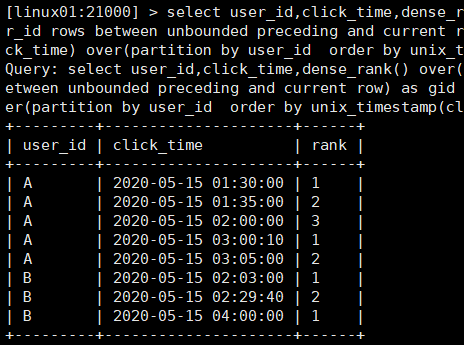 [linux01:21000] > select user_id,click_time,dense_r
r_id rows between unbounded preceding and current r
ck_time) over(partition by user_id  order by unix_t
Query: select user_id,click_time,dense_rank() over(
etween unbounded preceding and current row) as gid
er(partition by user_id  order by unix_timestamp(cl
+---------+---------------------+------+
| user_id | click_time          | rank |
+---------+---------------------+------+
| A       | 2020-05-15 01:30:00 | 1    |
| A       | 2020-05-15 01:35:00 | 2    |
| A       | 2020-05-15 02:00:00 | 3    |
| A       | 2020-05-15 03:00:10 | 1    |
| A       | 2020-05-15 03:05:00 | 2    |
| B       | 2020-05-15 02:03:00 | 1    |
| B       | 2020-05-15 02:29:40 | 2    |
| B       | 2020-05-15 04:00:00 | 1    |
+---------+---------------------+------+